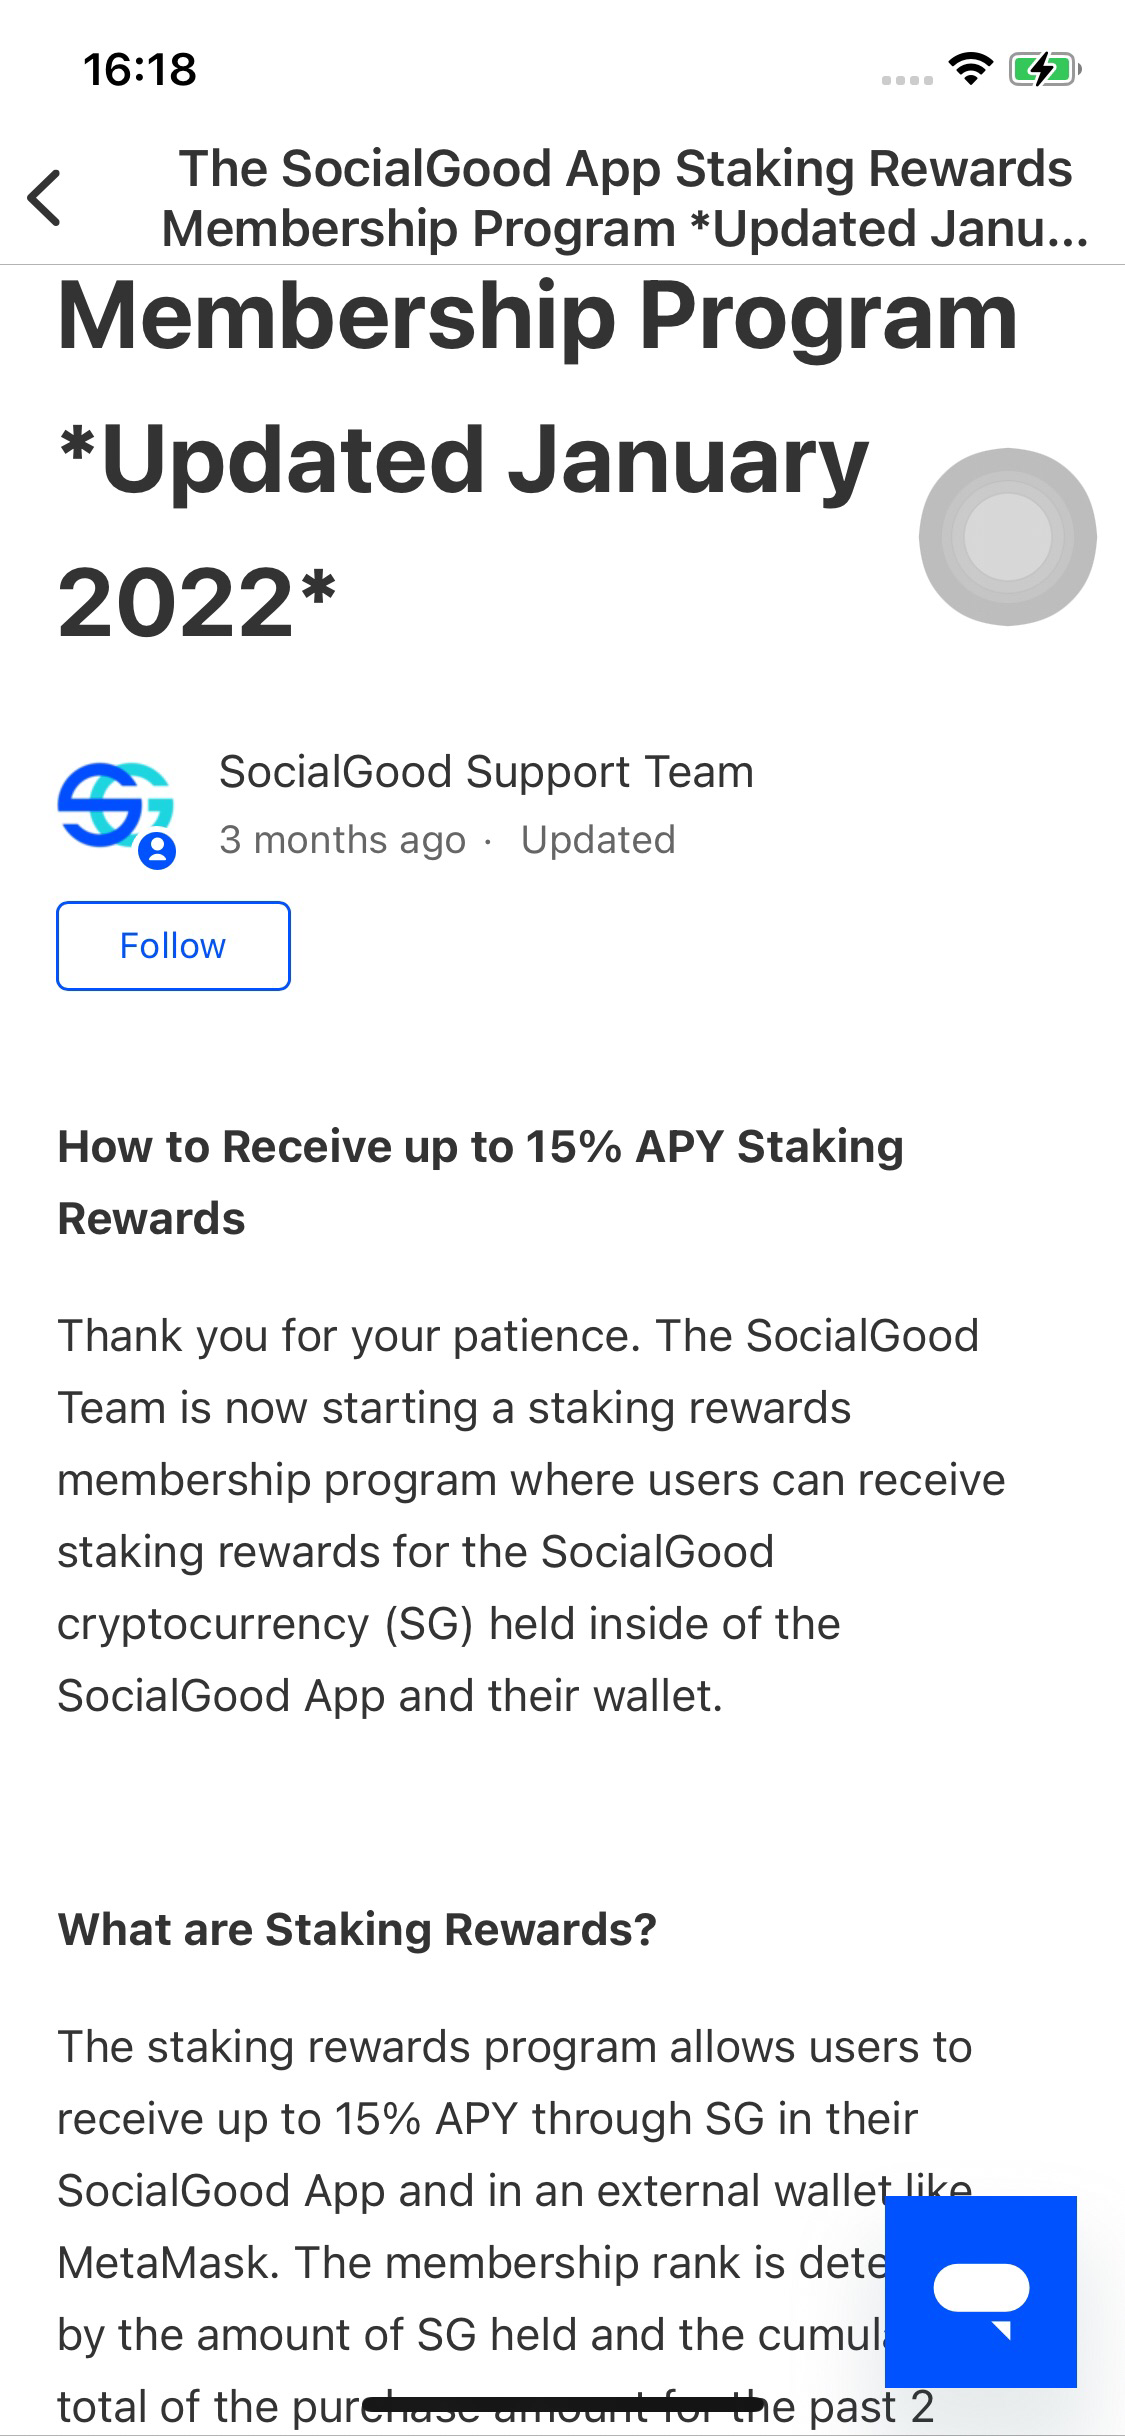 16:18
The SocialGood App Staking Rewards
Membership Program *Updated Janu...
Membership Program
*Updated January
2022*
SocialGood Support Team
3 months ago · Updated
Follow
How to Receive up to 15% APY Staking
Rewards
Thank you for your patience. The SocialGood
Team is now starting a staking rewards
membership program where users can receive
staking rewards for the SocialGood
cryptocurrency (SG) held inside of the
SocialGood App and their wallet.
What are Staking Rewards?
The staking rewards program allows users to
receive up to 15% APY through SG in their
SocialGood App and in an external wallet like
MetaMask. The membership rank is dete
by the amount of SG held and the cumula
total of the purchase amount for the past 2